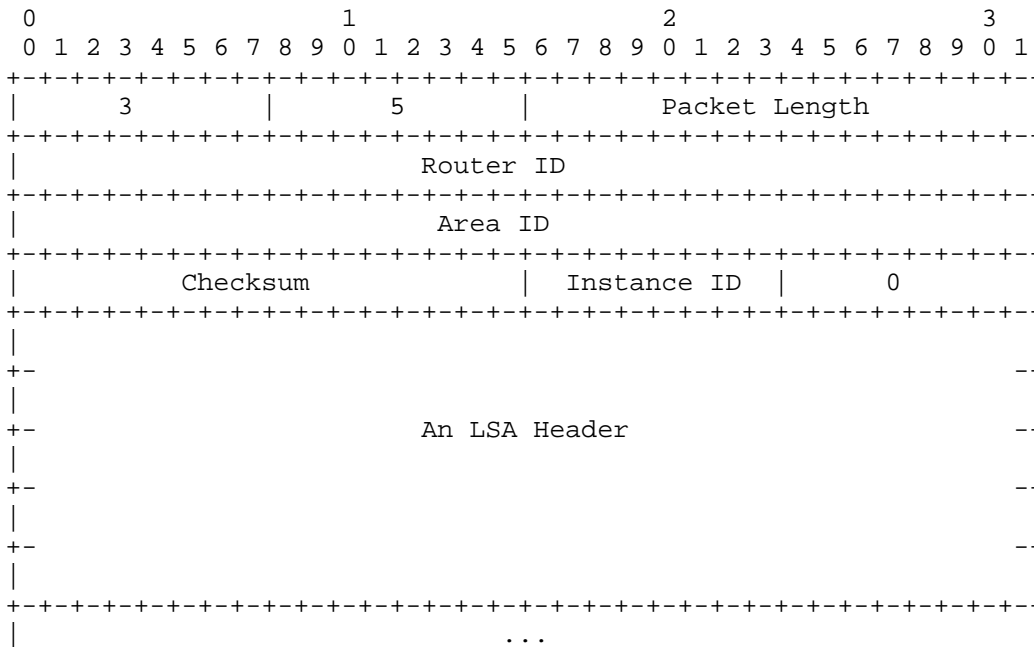 0                   1                   2                   3
 0 1 2 3 4 5 6 7 8 9 0 1 2 3 4 5 6 7 8 9 0 1 2 3 4 5 6 7 8 9 0 1
+-+-+-+-+-+-+-+-+-+-+-+-+-+-+-+-+-+-+-+-+-+-+-+-+-+-+-+-+-+-+-+-
|      3        |       5       |        Packet Length
+-+-+-+-+-+-+-+-+-+-+-+-+-+-+-+-+-+-+-+-+-+-+-+-+-+-+-+-+-+-+-+-
|                         Router ID
+-+-+-+-+-+-+-+-+-+-+-+-+-+-+-+-+-+-+-+-+-+-+-+-+-+-+-+-+-+-+-+-
|                          Area ID
+-+-+-+-+-+-+-+-+-+-+-+-+-+-+-+-+-+-+-+-+-+-+-+-+-+-+-+-+-+-+-+-
|          Checksum             |  Instance ID  |      0
+-+-+-+-+-+-+-+-+-+-+-+-+-+-+-+-+-+-+-+-+-+-+-+-+-+-+-+-+-+-+-+-
|
+-                                                             -
|
+-                        An LSA Header                        -
|
+-                                                             -
|
+-                                                             -
|
+-+-+-+-+-+-+-+-+-+-+-+-+-+-+-+-+-+-+-+-+-+-+-+-+-+-+-+-+-+-+-+-
|                              ...